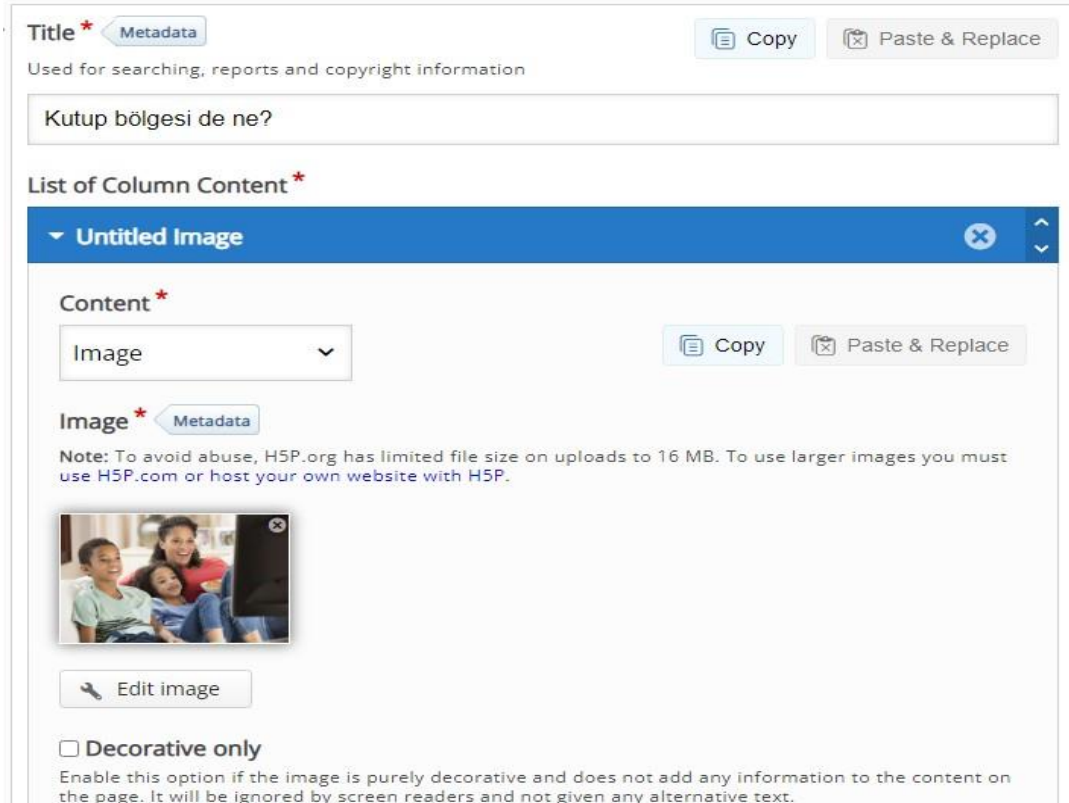 Title * Metadata
Copy
Paste & Replace
Used for searching, reports and copyright information
Kutup bölgesi de ne?
List of Column Content *
Untitled Image
Content *
Image
Copy
Paste & Replace
Image * Metadata
Note: To avoid abuse, H5P.org has limited file size on uploads to 16 MB. To use larger images you must
use H5P.com or host your own website with H5P.
Edit image
Decorative only
Enable this option if the image is purely decorative and does not add any information to the content on
the page. It will be ignored by screen readers and not given any alternative text.